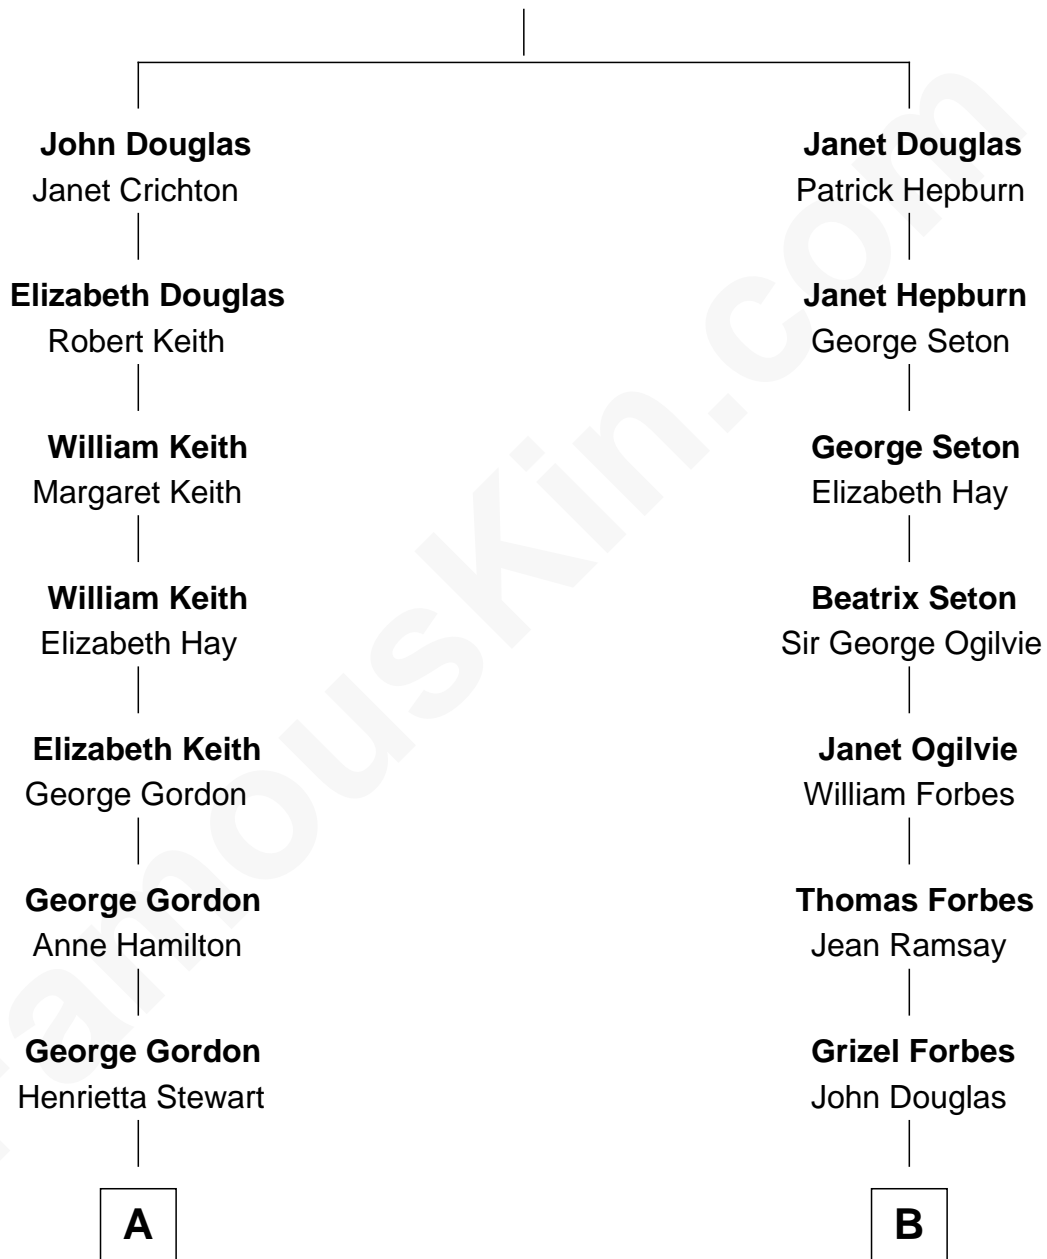 John Douglas
Janet Crichton
Elizabeth Douglas
Robert Keith
William Keith
Margaret Keith
William Keith
Elizabeth Hay
Elizabeth Keith
George Gordon
George Gordon
Anne Hamilton
George Gordon
Henrietta Stewart
A
Janet Douglas
Patrick Hepburn
Janet Hepburn
George Seton
George Seton
Elizabeth Hay
Beatrix Seton
Sir George Ogilvie
Janet Ogilvie
William Forbes
Thomas Forbes
Jean Ramsay
Grizel Forbes
John Douglas
B
FamousKin.com